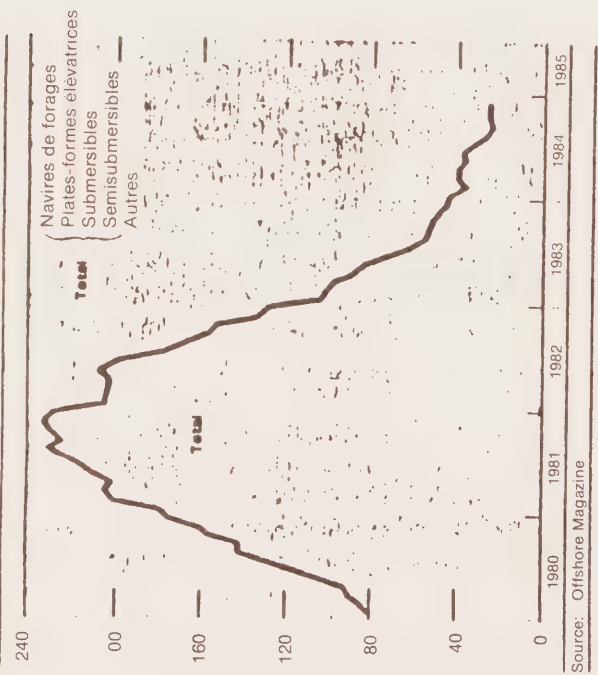 240
00
160
120
80
40
0
Total
Navires de forages
Plates-formes élévatrices
Submersibles
Semisubmersibles
Autres
Total
1980
1981
1982
1983
1984
1985
Source: Offshore Magazine